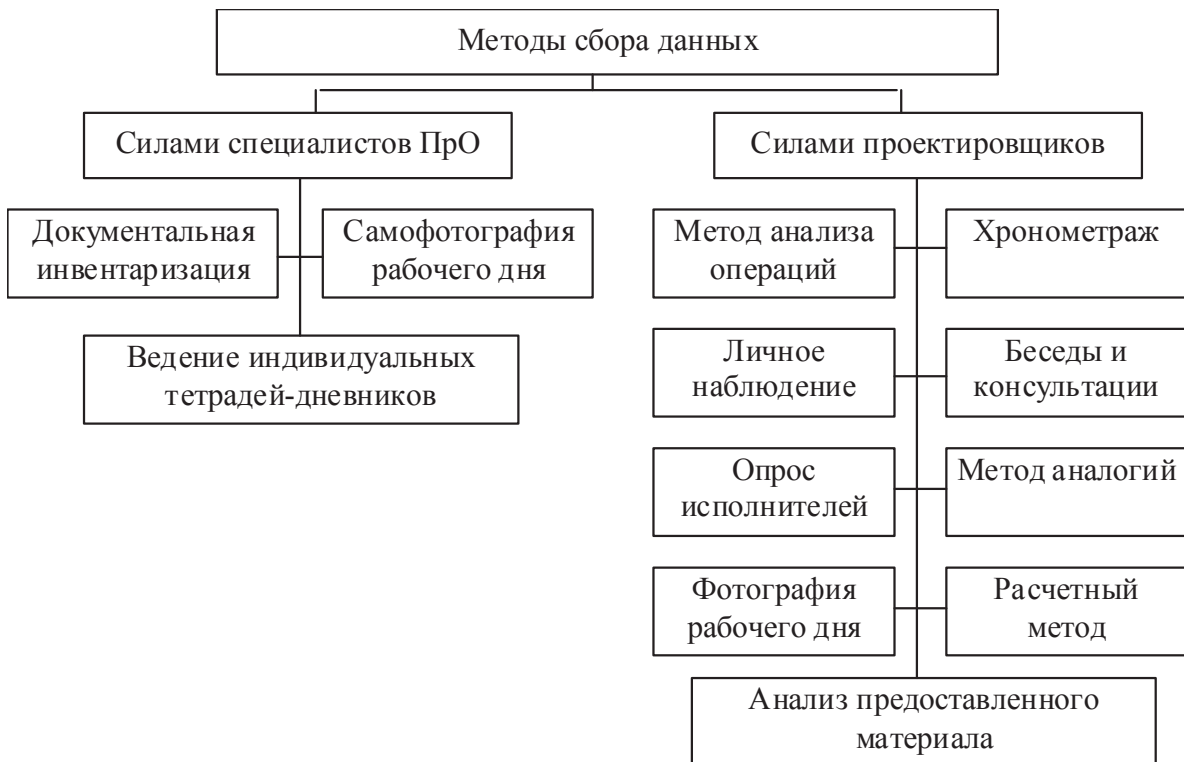 Методы сбора данных
Силами специалистов ПрО
Силами проектировщиков
Документальная
инвентаризация
Самофотография
рабочего дня
Ведение индивидуальных
тетрадей-дневников
Метод анализа
операций
Хронометраж
Личное
наблюдение
Беседы и
консультации
Опрос
исполнителей
Метод аналогий
Фотография
рабочего дня
Расчетный
метод
Анализ предоставленного
материала